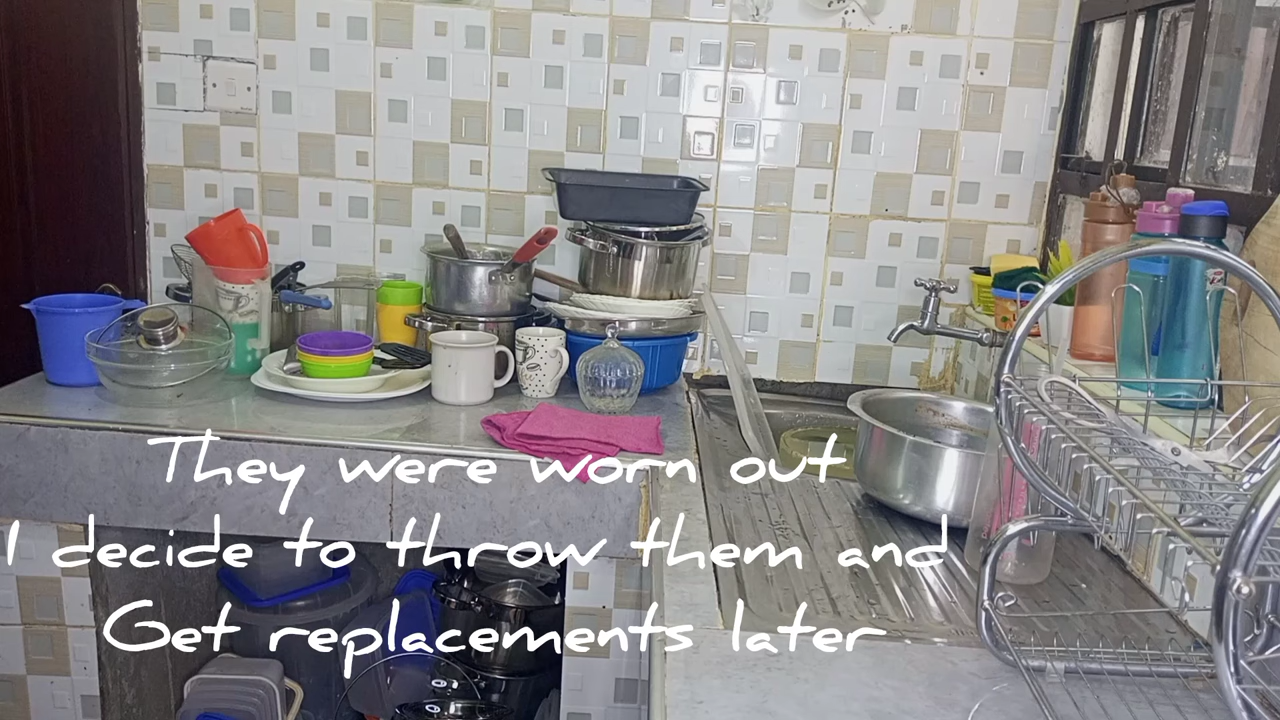 They were worn out
I decide to throw them and
Get replacements later